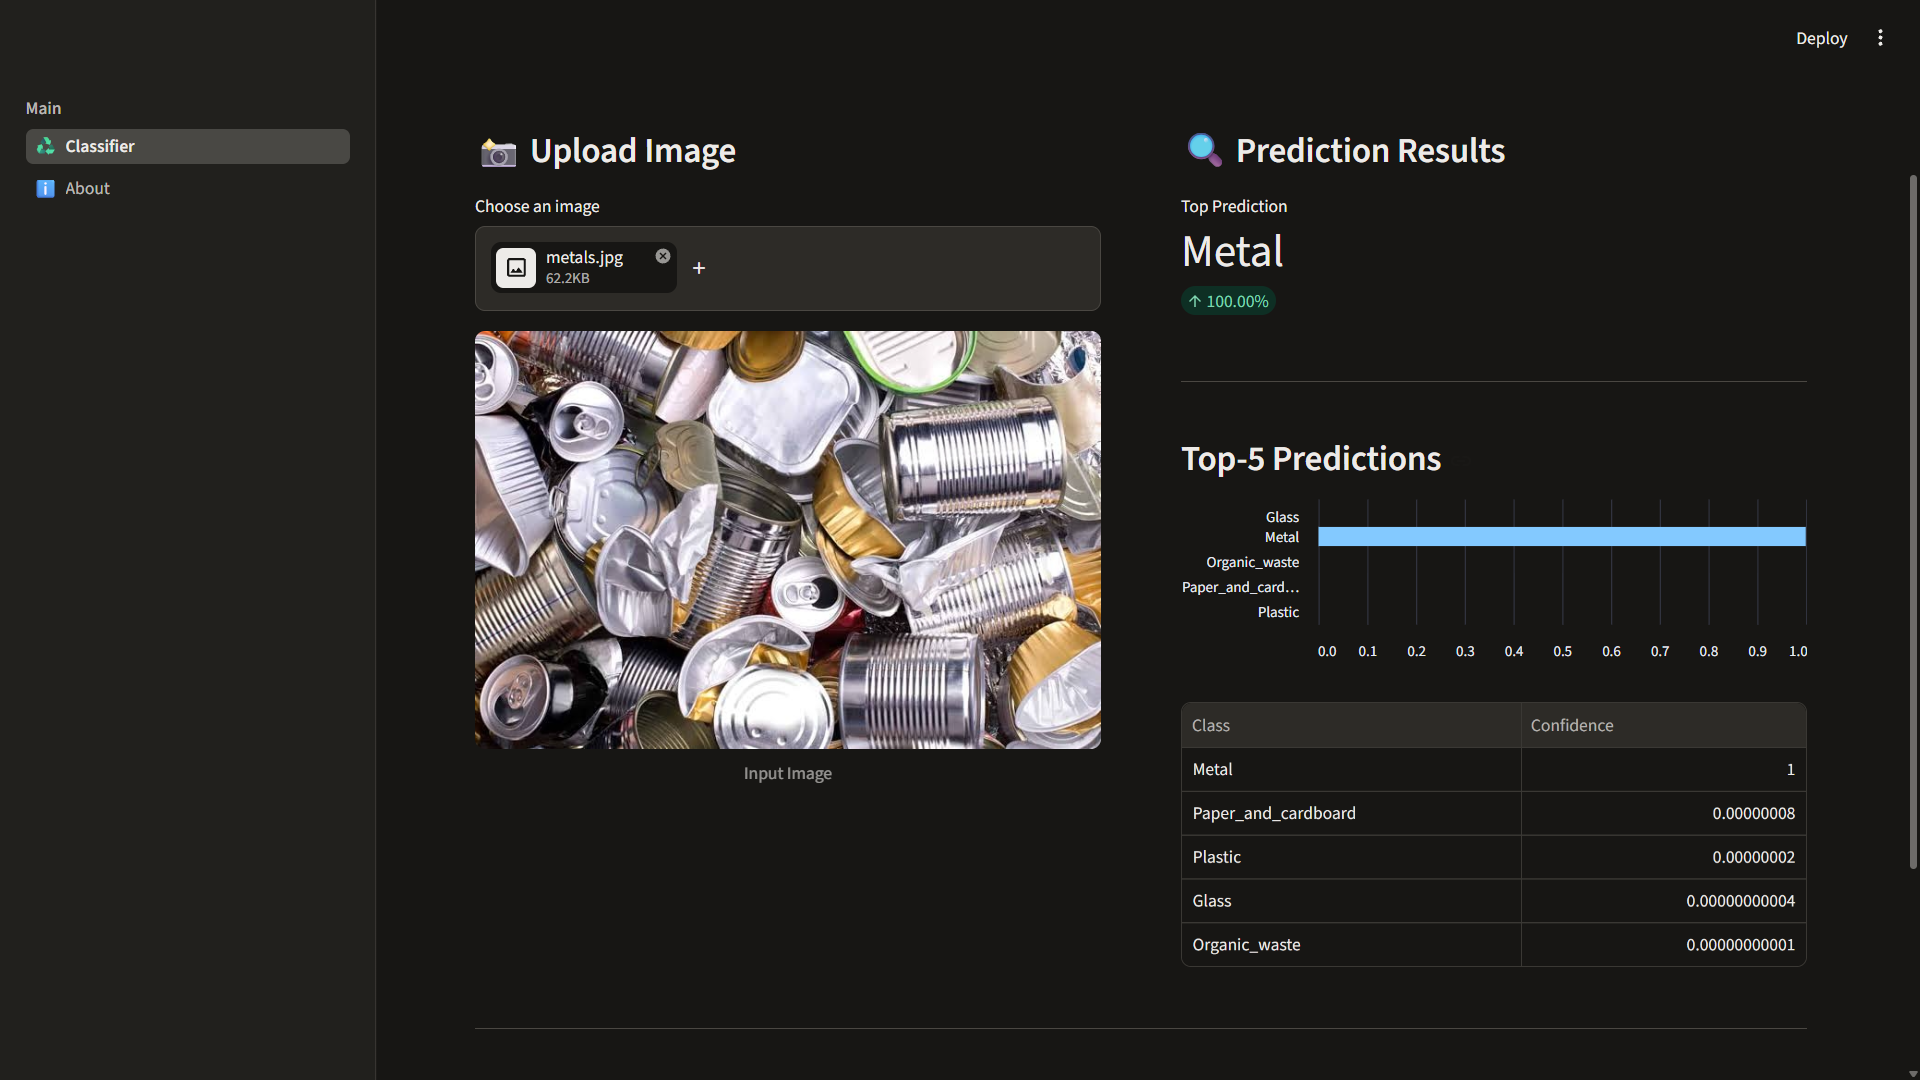 Deploy
Main
Classifier
About
Upload Image
Choose an image
metals.jpg
62.2KB
Input Image
Prediction Results
Top Prediction
Metal
↑ 100.00%
Top-5 Predictions
Glass
Metal
Organic_waste
Paper_and_card…
Plastic
0.0 0.1 0.2 0.3 0.4 0.5 0.6 0.7 0.8 0.9 1.0
Class Confidence
Metal 1
Paper_and_cardboard 0.00000008
Plastic 0.00000002
Glass 0.00000000004
Organic_waste 0.00000000001